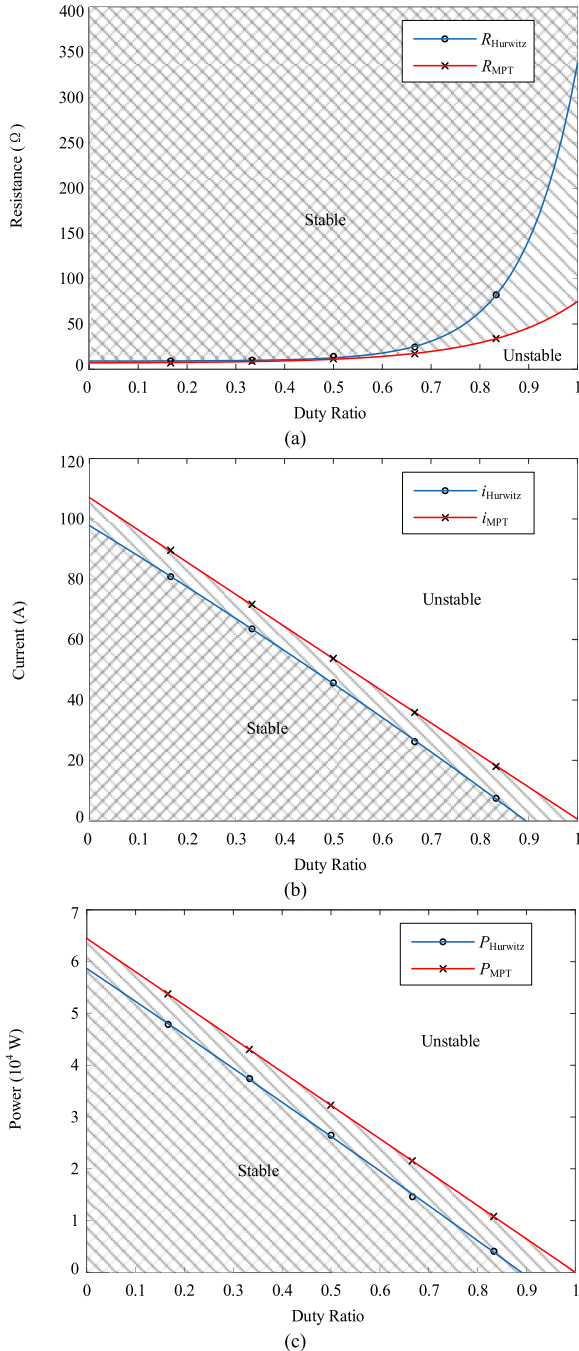 400
350
300
250
200
150
100
50
0
Resistance ( Ω )
R_Hurwitz
R_MPT
Stable
Unstable
0 0.1 0.2 0.3 0.4 0.5 0.6 0.7 0.8 0.9 1
Duty Ratio
(a)
120
100
80
60
40
20
0
Current (A)
i_Hurwitz
i_MPT
Unstable
Stable
0 0.1 0.2 0.3 0.4 0.5 0.6 0.7 0.8 0.9 1
Duty Ratio
(b)
7
6
5
4
3
2
1
0
Power (10^4 W)
P_Hurwitz
P_MPT
Unstable
Stable
0 0.1 0.2 0.3 0.4 0.5 0.6 0.7 0.8 0.9 1
Duty Ratio
(c)